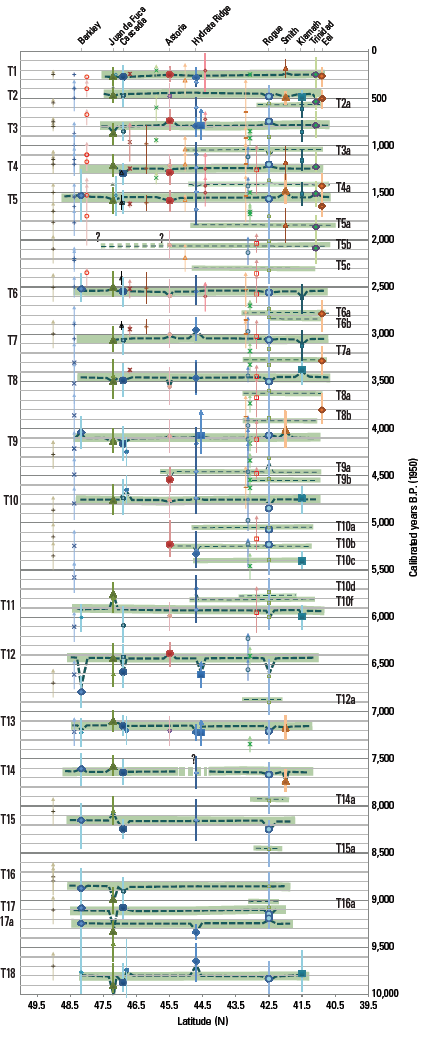 Barkley
Juan de Fuca
Cascadia
Astoria
Hydrate Ridge
Rogue
Smith
Klamath
Trinidad
Eel
0
T1
T2
500
T2a
T3
1,000
T3a
T4
T4a
1,500
T5
T5a
2,000
?
?
T5b
T5c
2,500
T6
T6a
T6b
3,000
T7
T7a
T8
3,500
T8a
T8b
4,000
T9
T9a
4,500
T9b
T10
5,000
T10a
T10b
T10c
5,500
T10d
T10f
T11
6,000
T12
6,500
T12a
7,000
T13
?
7,500
T14
T14a
8,000
T15
T15a
8,500
T16
T16a
9,000
T17
17a
9,500
T18
10,000
Calibrated years B.P. (1950)
49.5 48.5 47.5 46.5 45.5 44.5 43.5 42.5 41.5 40.5 39.5
Latitude (N)